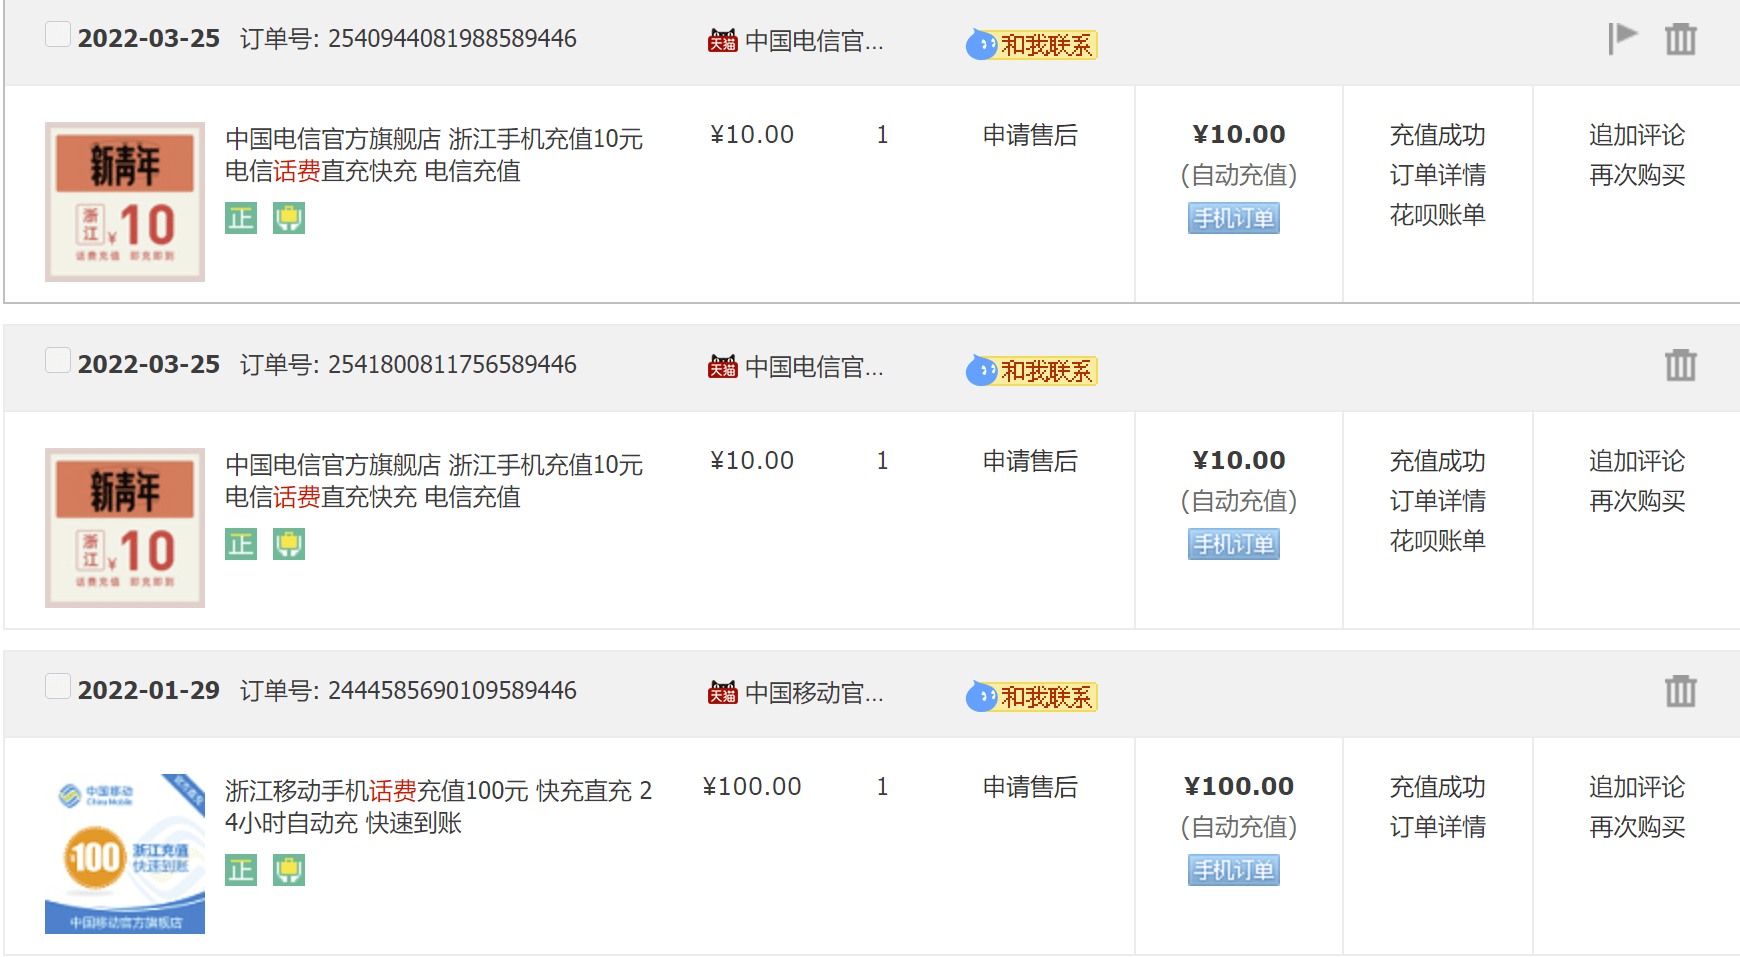 2022-03-25 订单号: 2540944081988589446 天猫 中国电信官... 和我联系
新青年
浙江 ¥10
话费充值 即充即到
中国电信官方旗舰店 浙江手机充值10元
电信话费直充快充 电信充值
正
¥10.00 1 申请售后 ¥10.00 充值成功 追加评论
(自动充值) 订单详情 再次购买
手机订单 花呗账单
2022-03-25 订单号: 2541800811756589446 天猫 中国电信官... 和我联系
新青年
浙江 ¥10
话费充值 即充即到
中国电信官方旗舰店 浙江手机充值10元
电信话费直充快充 电信充值
正
¥10.00 1 申请售后 ¥10.00 充值成功 追加评论
(自动充值) 订单详情 再次购买
手机订单 花呗账单
2022-01-29 订单号: 2444585690109589446 天猫 中国移动官... 和我联系
中国移动
China Mobile
100 浙江充值
快速到账
中国移动官方旗舰店
浙江移动手机话费充值100元 快充直充 2
4小时自动充 快速到账
正
¥100.00 1 申请售后 ¥100.00 充值成功 追加评论
(自动充值) 订单详情 再次购买
手机订单